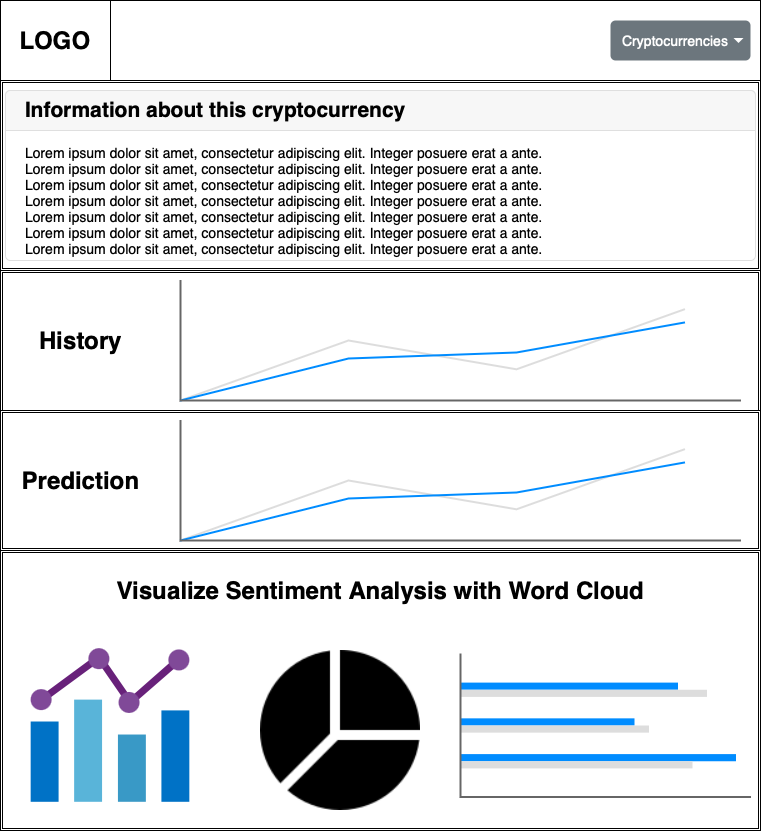 LOGO
Cryptocurrencies
Information about this cryptocurrency
Lorem ipsum dolor sit amet, consectetur adipiscing elit. Integer posuere erat a ante.
Lorem ipsum dolor sit amet, consectetur adipiscing elit. Integer posuere erat a ante.
Lorem ipsum dolor sit amet, consectetur adipiscing elit. Integer posuere erat a ante.
Lorem ipsum dolor sit amet, consectetur adipiscing elit. Integer posuere erat a ante.
Lorem ipsum dolor sit amet, consectetur adipiscing elit. Integer posuere erat a ante.
Lorem ipsum dolor sit amet, consectetur adipiscing elit. Integer posuere erat a ante.
Lorem ipsum dolor sit amet, consectetur adipiscing elit. Integer posuere erat a ante.
History
Prediction
Visualize Sentiment Analysis with Word Cloud